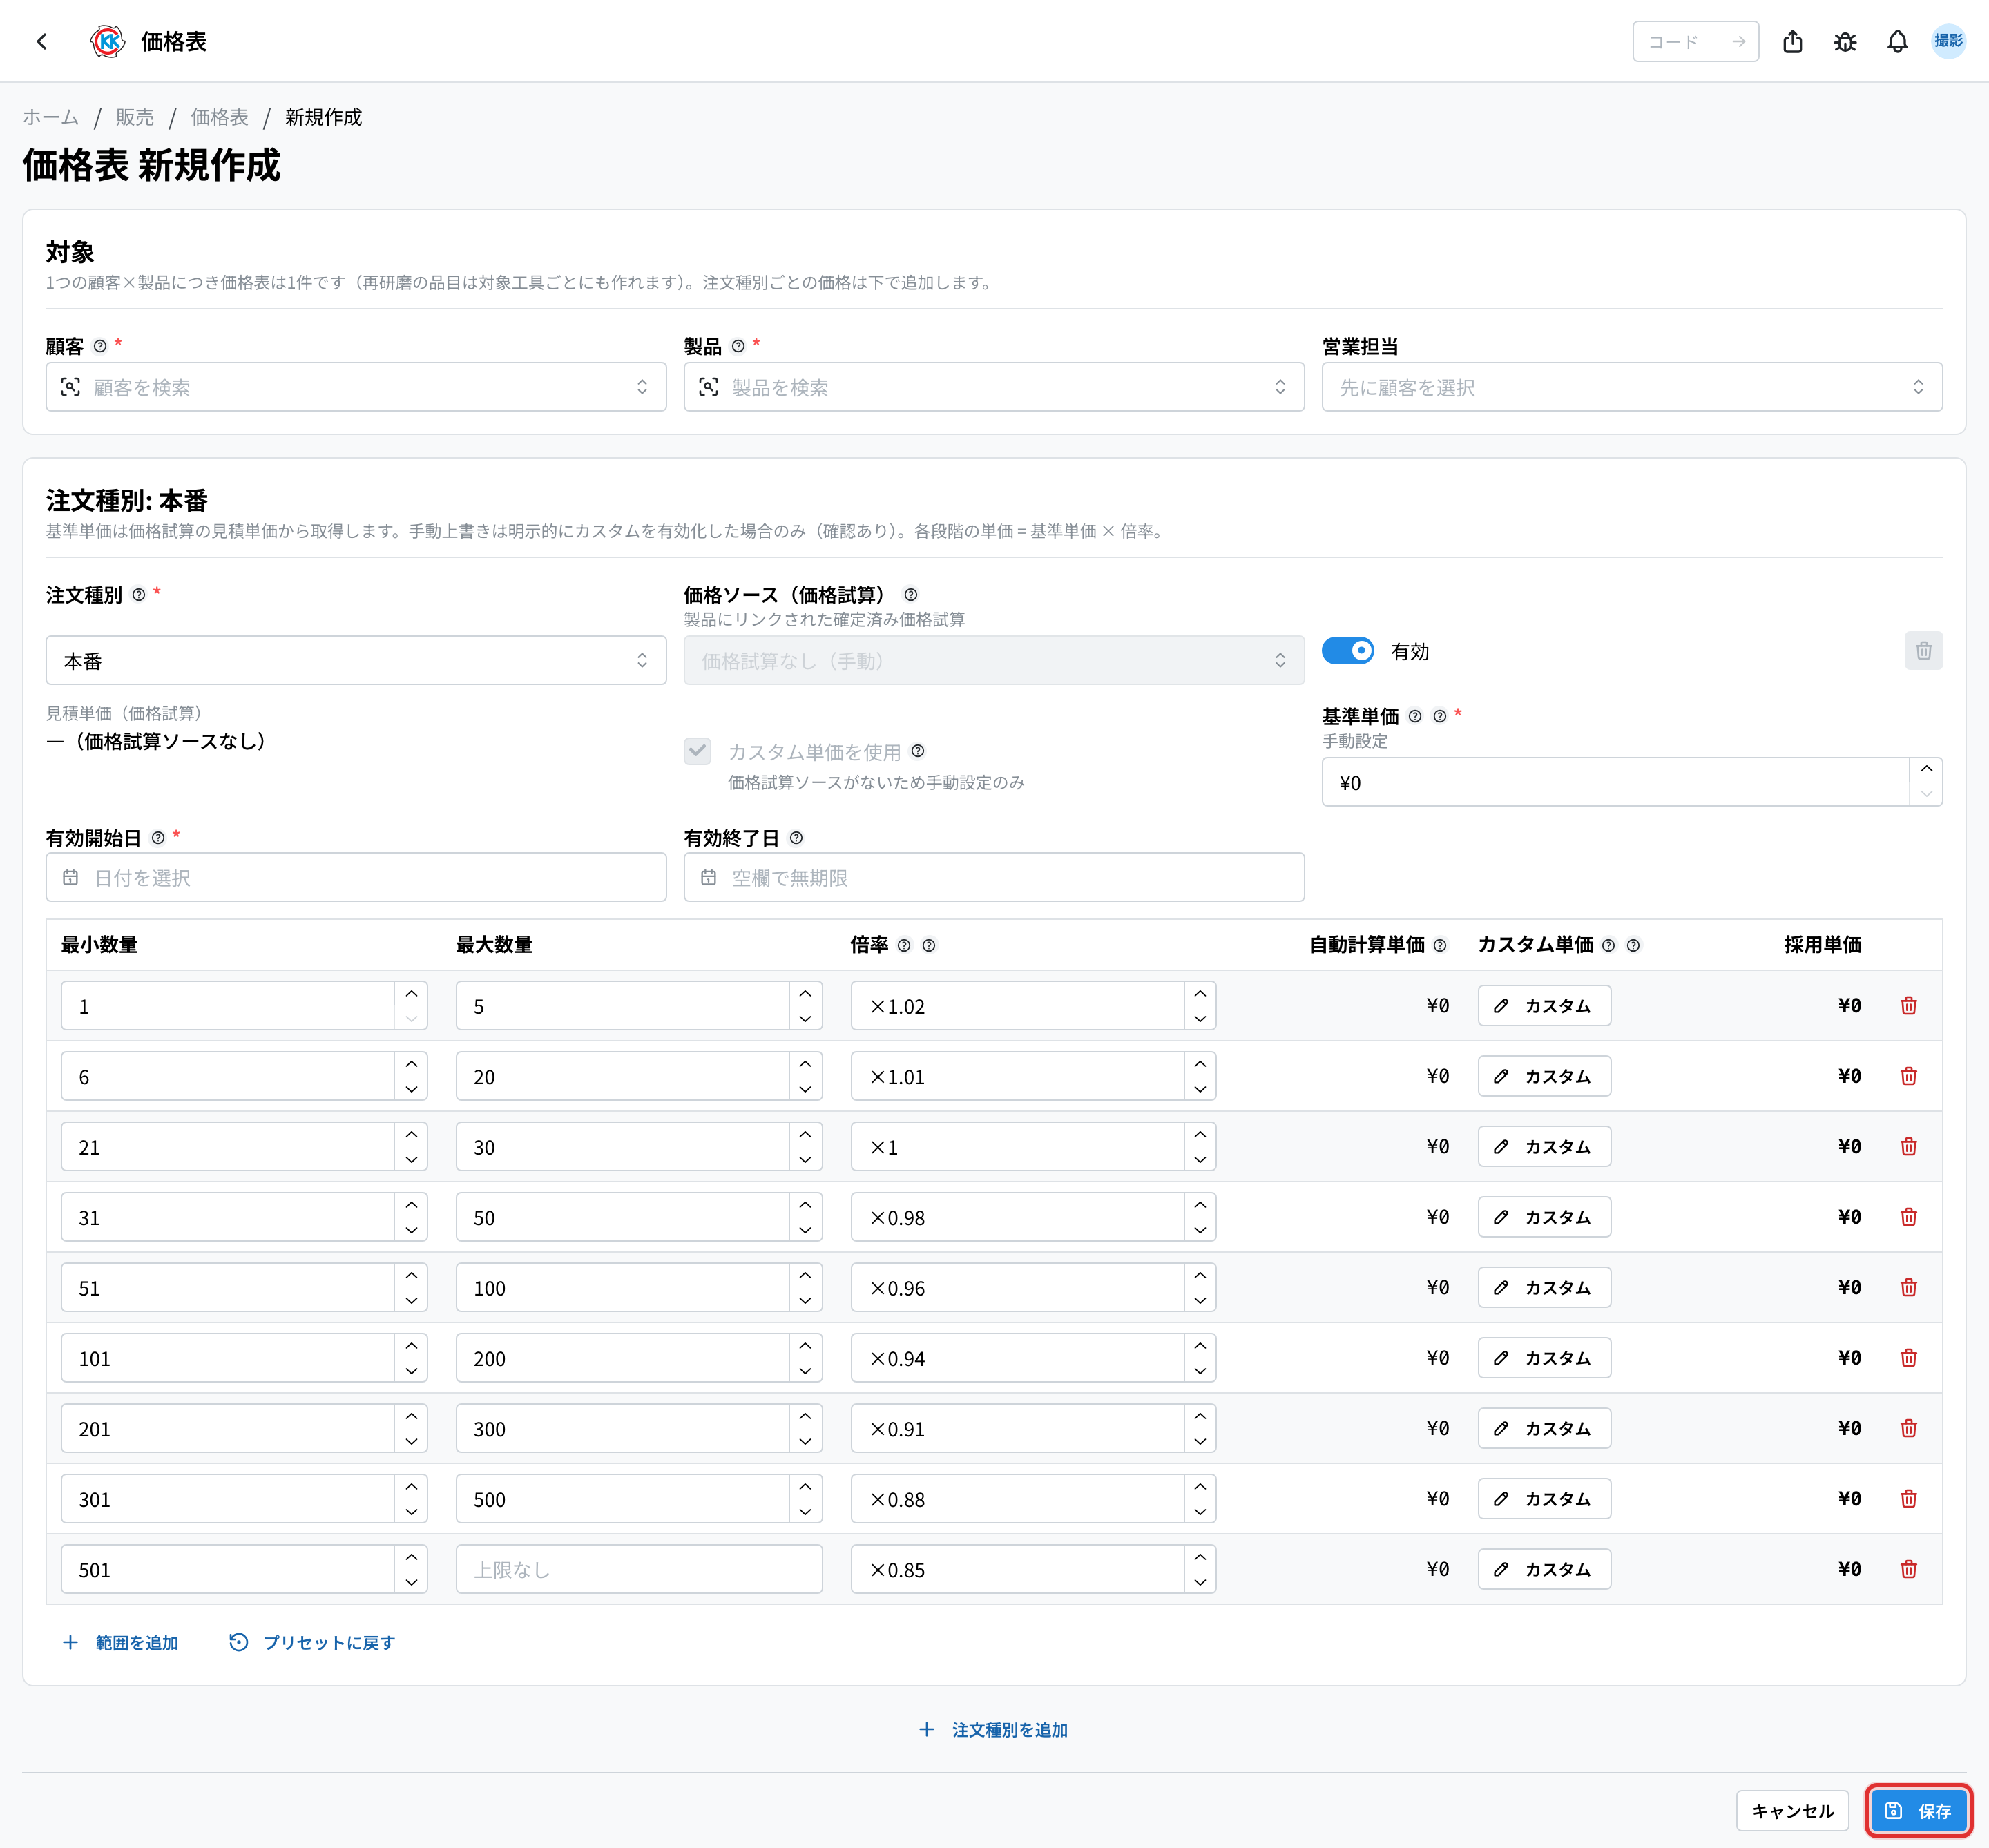 KK 価格表
コード
撮影
ホーム / 販売 / 価格表 / 新規作成
価格表 新規作成
対象
1つの顧客×製品につき価格表は1件です（再研磨の品目は対象工具ごとにも作れます）。注文種別ごとの価格は下で追加します。
顧客 *
製品 *
営業担当
顧客を検索
製品を検索
先に顧客を選択
注文種別: 本番
基準単価は価格試算の見積単価から取得します。手動上書きは明示的にカスタムを有効化した場合のみ（確認あり）。各段階の単価 = 基準単価 × 倍率。
注文種別 *
価格ソース（価格試算）
製品にリンクされた確定済み価格試算
本番
価格試算なし（手動）
有効
見積単価（価格試算）
—（価格試算ソースなし）
カスタム単価を使用
価格試算ソースがないため手動設定のみ
基準単価 *
手動設定
¥0
有効開始日 *
有効終了日
日付を選択
空欄で無期限
最小数量 最大数量 倍率 自動計算単価 カスタム単価 採用単価
1 5 ×1.02 ¥0 カスタム ¥0
6 20 ×1.01 ¥0 カスタム ¥0
21 30 ×1 ¥0 カスタム ¥0
31 50 ×0.98 ¥0 カスタム ¥0
51 100 ×0.96 ¥0 カスタム ¥0
101 200 ×0.94 ¥0 カスタム ¥0
201 300 ×0.91 ¥0 カスタム ¥0
301 500 ×0.88 ¥0 カスタム ¥0
501 上限なし ×0.85 ¥0 カスタム ¥0
範囲を追加 プリセットに戻す
注文種別を追加
キャンセル 保存